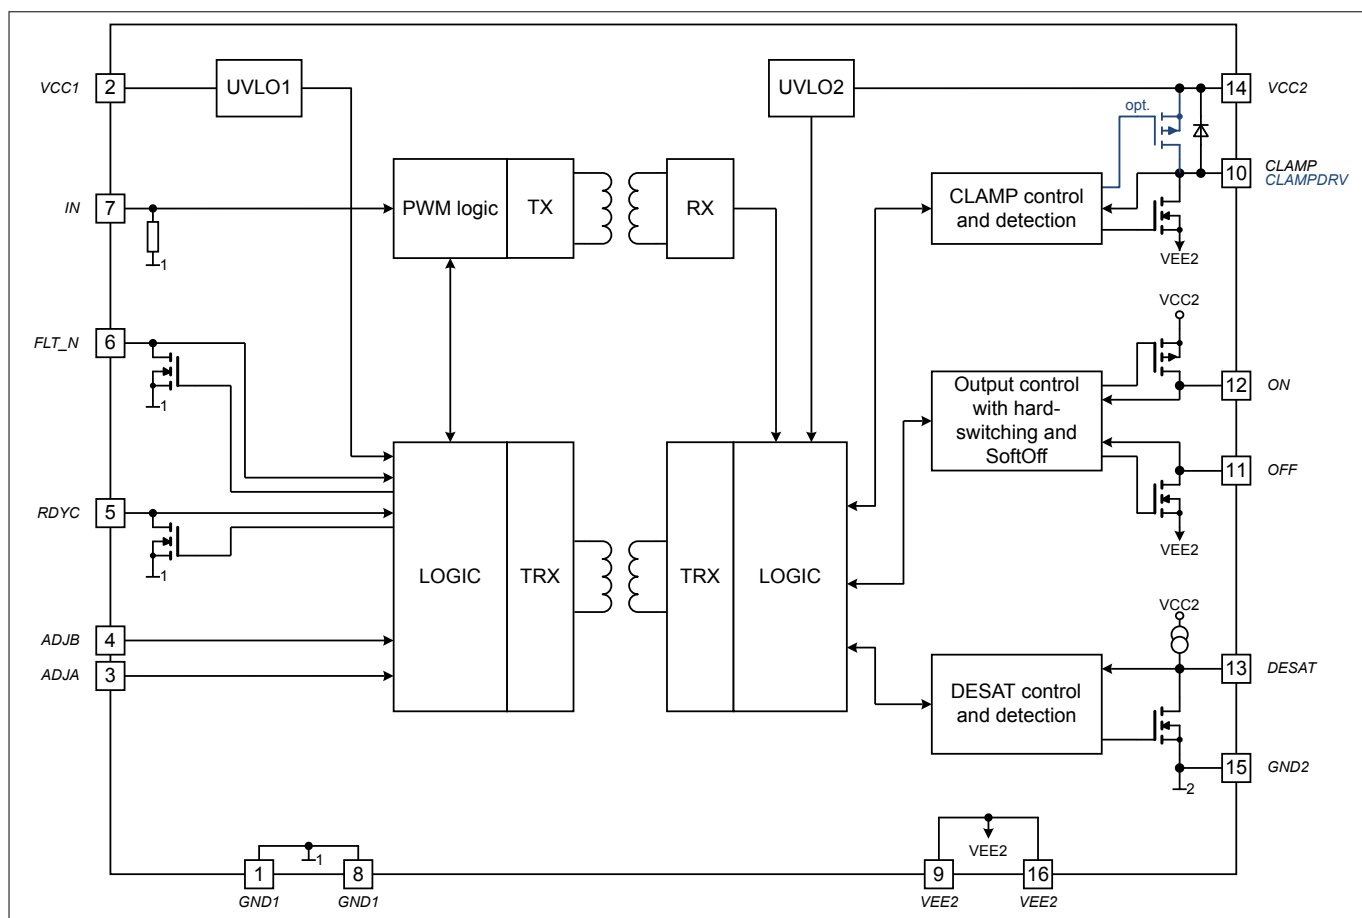 VCC1
2
UVLO1
UVLO2
14
VCC2
opt.
IN
7
1
PWM logic
TX
RX
CLAMP control
and detection
10
CLAMP
CLAMPDRV
VEE2
FLT_N
6
1
VCC2
Output control
with hard-
switching and
SoftOff
12
ON
11
OFF
VEE2
RDYC
5
1
LOGIC
TRX
TRX
LOGIC
ADJB
4
ADJA
3
VCC2
DESAT control
and detection
13
DESAT
15
GND2
2
1
GND1
1
8
GND1
VEE2
9
VEE2
16
VEE2